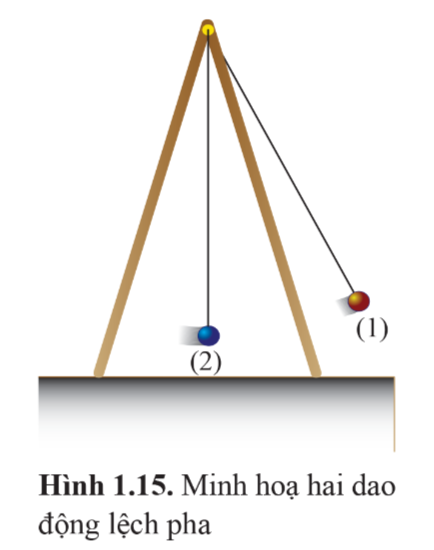 (1)
(2)
Hình 1.15. Minh hoạ hai dao
động lệch pha